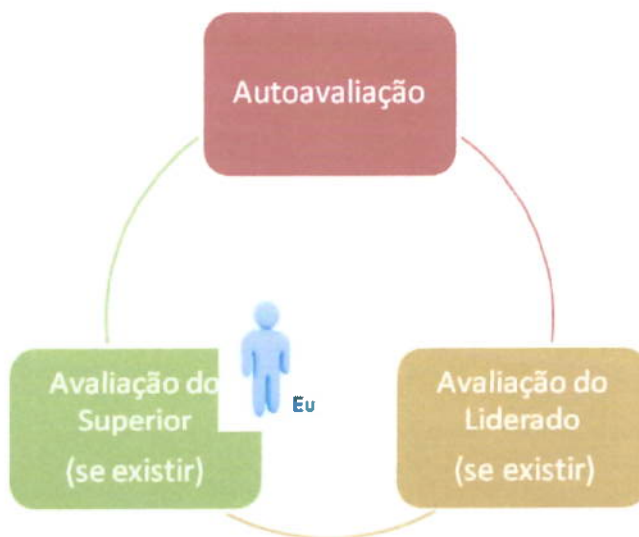 Autoavaliação
Avaliação do
Superior
(se existir)
Eu
Avaliação do
Liderado
(se existir)